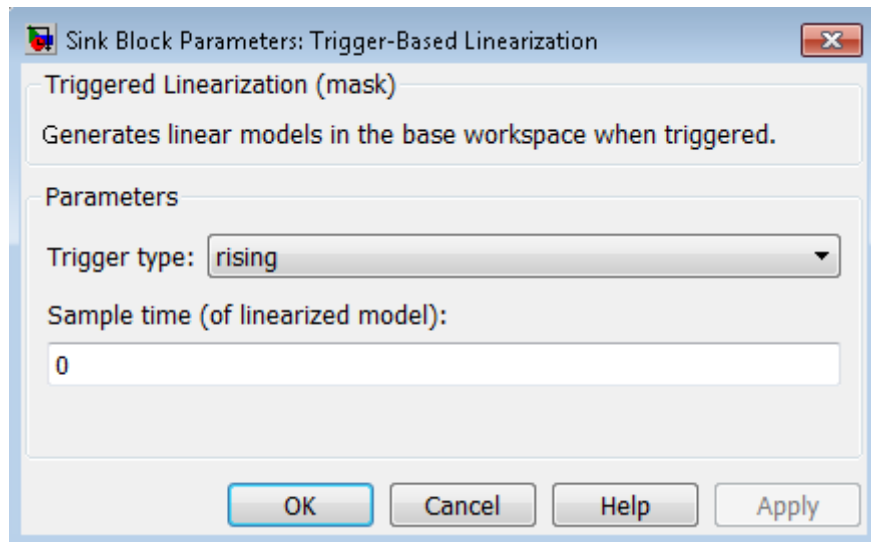 Sink Block Parameters: Trigger-Based Linearization
Triggered Linearization (mask)
Generates linear models in the base workspace when triggered.
Parameters
Trigger type: rising
Sample time (of linearized model):
0
OK Cancel Help Apply